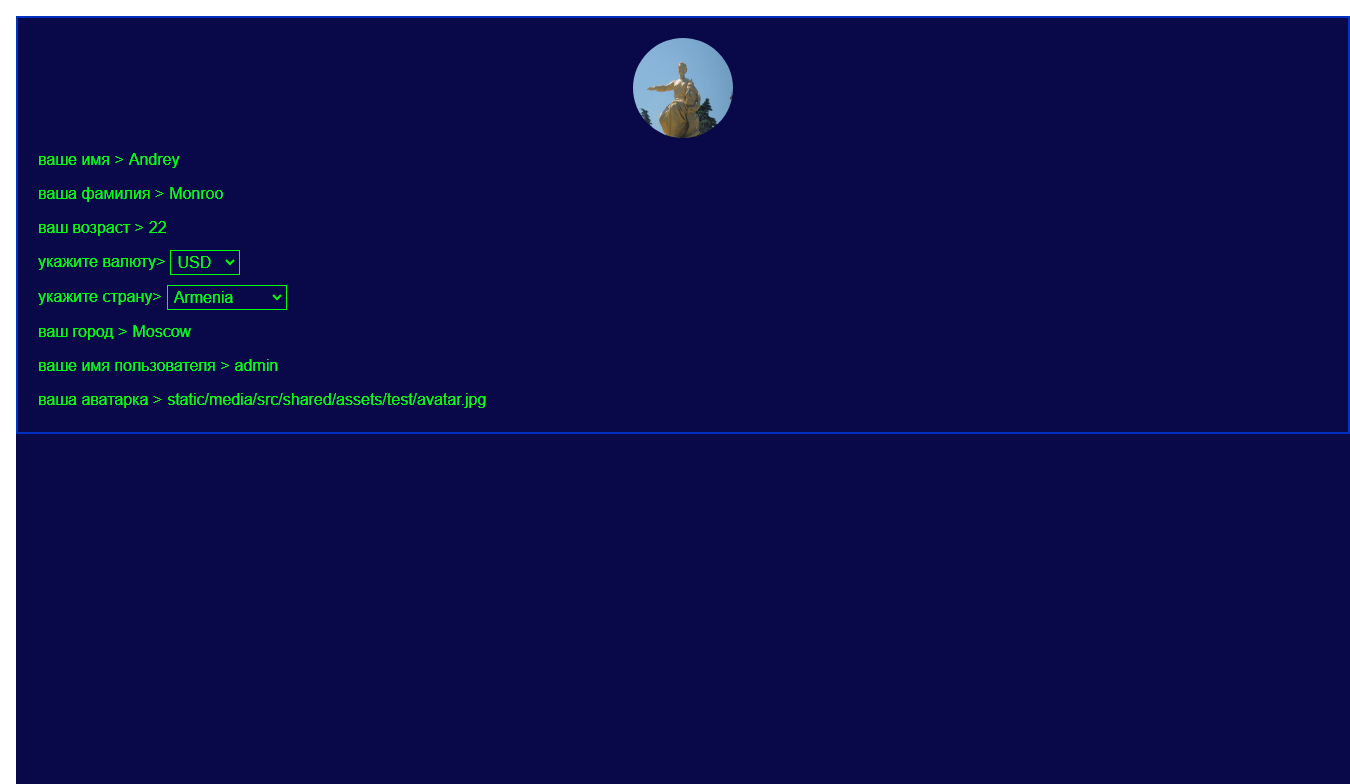 ваше имя > Andrey
ваша фамилия > Monroo
ваш возраст > 22
укажите валюту> USD
укажите страну> Armenia
ваш город > Moscow
ваше имя пользователя > admin
ваша аватарка > static/media/src/shared/assets/test/avatar.jpg